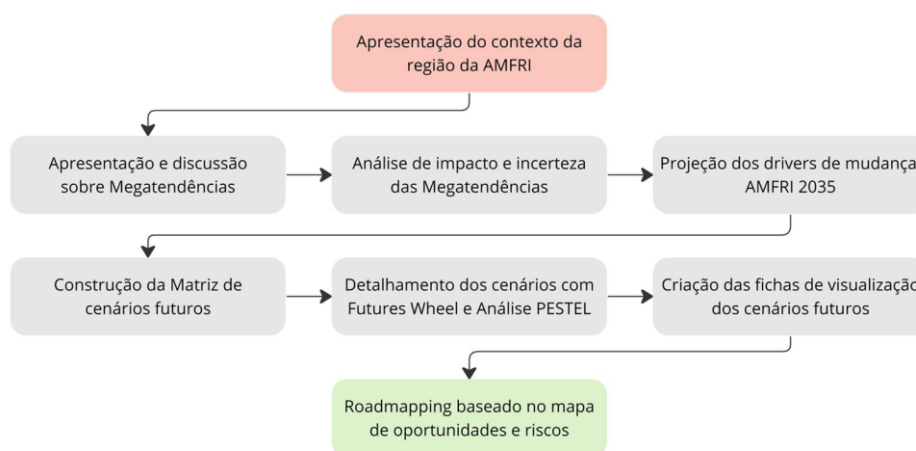 Apresentação do contexto da
região da AMFRI
Apresentação e discussão
sobre Megatendências
Análise de impacto e incerteza
das Megatendências
Projeção dos drivers de mudança
AMFRI 2035
Construção da Matriz de
cenários futuros
Detalhamento dos cenários com
Futures Wheel e Análise PESTEL
Criação das fichas de visualização
dos cenários futuros
Roadmapping baseado no mapa
de oportunidades e riscos